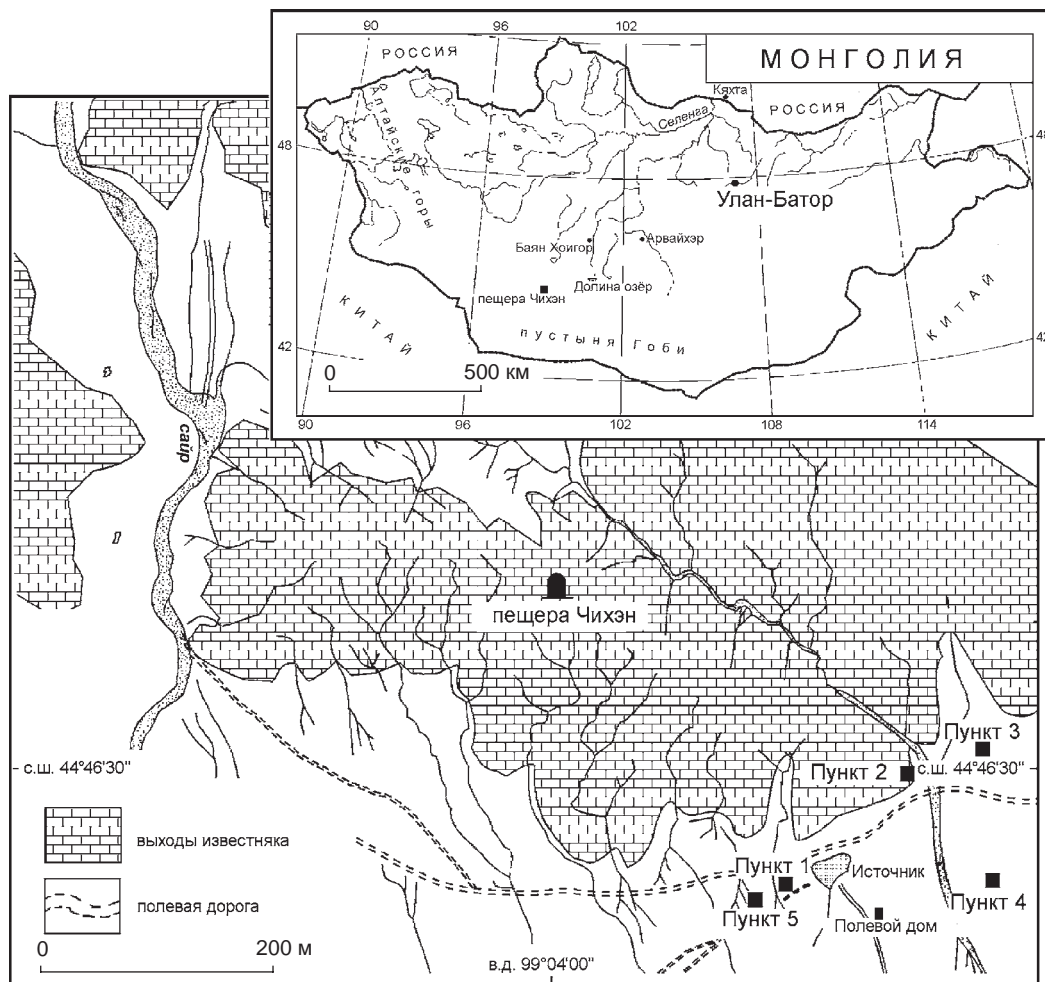 90
96
102
РОССИЯ
МОНГОЛИЯ
Кяхта
РОССИЯ
Селенга
Алтайские горы
48
48
Улан-Батор
Баян Хонгор
Арвайхэр
Долина озёр
пещера Чихэн
КИТАЙ
КИТАЙ
пустыня Гоби
42
42
0 500 км
90
96
102
108
114
сайр
пещера Чихэн
Пункт 3
с.ш. 44°46'30"
Пункт 2
с.ш. 44°46'30"
выходы известняка
Пункт 1
Источник
Пункт 4
Пункт 5
полевая дорога
Полевой дом
0 200 м
в.д. 99°04'00"